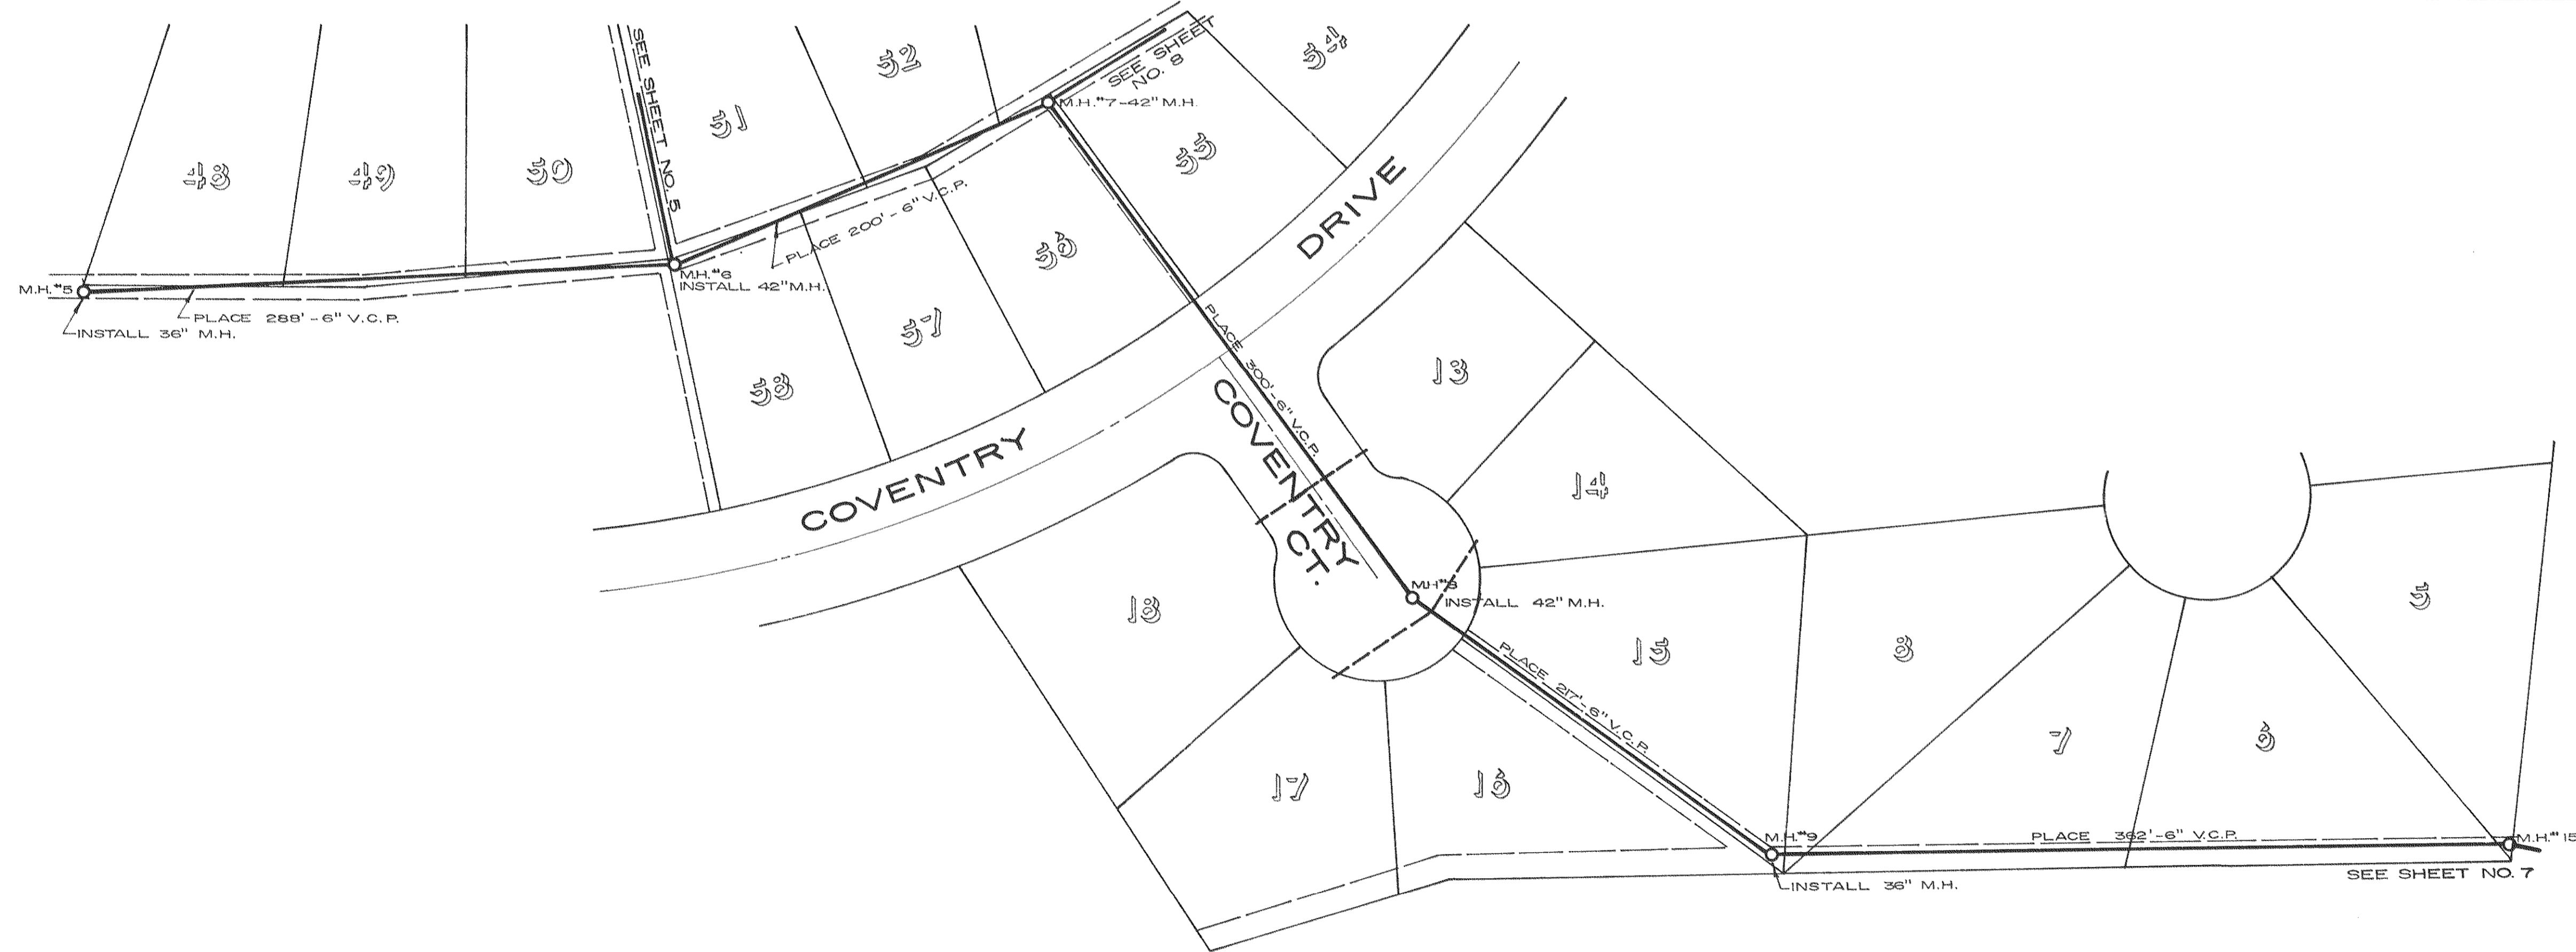 SEE SHEET NO. 5
52
54
SEE SHEET
NO. 8
M.H. #7-42" M.H.
51
55
48
49
50
PLACE 200'-6" V.C.P.
DRIVE
56
M.H. #6
INSTALL 42" M.H.
M.H. #5
PLACE 288'-6" V.C.P.
INSTALL 36" M.H.
57
58
PLACE 300'-6" V.C.P.
13
COVENTRY
COVENTRY
CT.
14
M.H. #8
INSTALL 42" M.H.
18
15
8
5
PLACE 217'-6" V.C.P.
7
6
17
16
M.H. #9
PLACE 362'-6" V.C.P.
M.H. #15
SEE SHEET NO. 7
INSTALL 36" M.H.